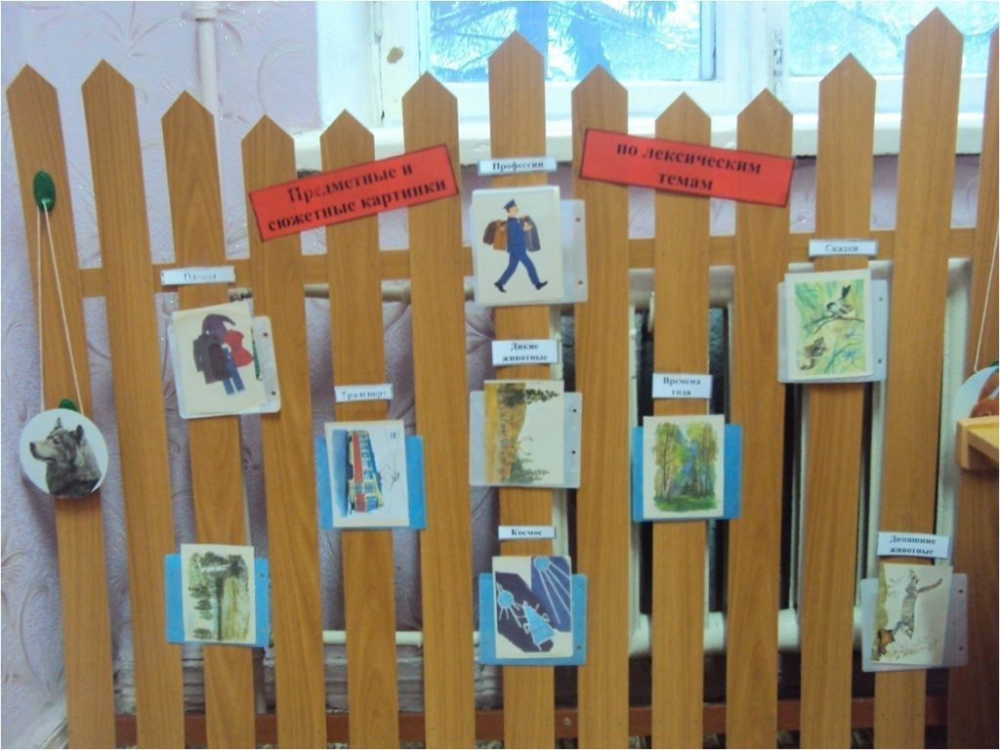 Предметные и
сюжетные картинки
по лексическим
темам
Профессии
Сказки
Одежда
Дикие
животные
Времена
года
Транспорт
Космос
Домашние
животные